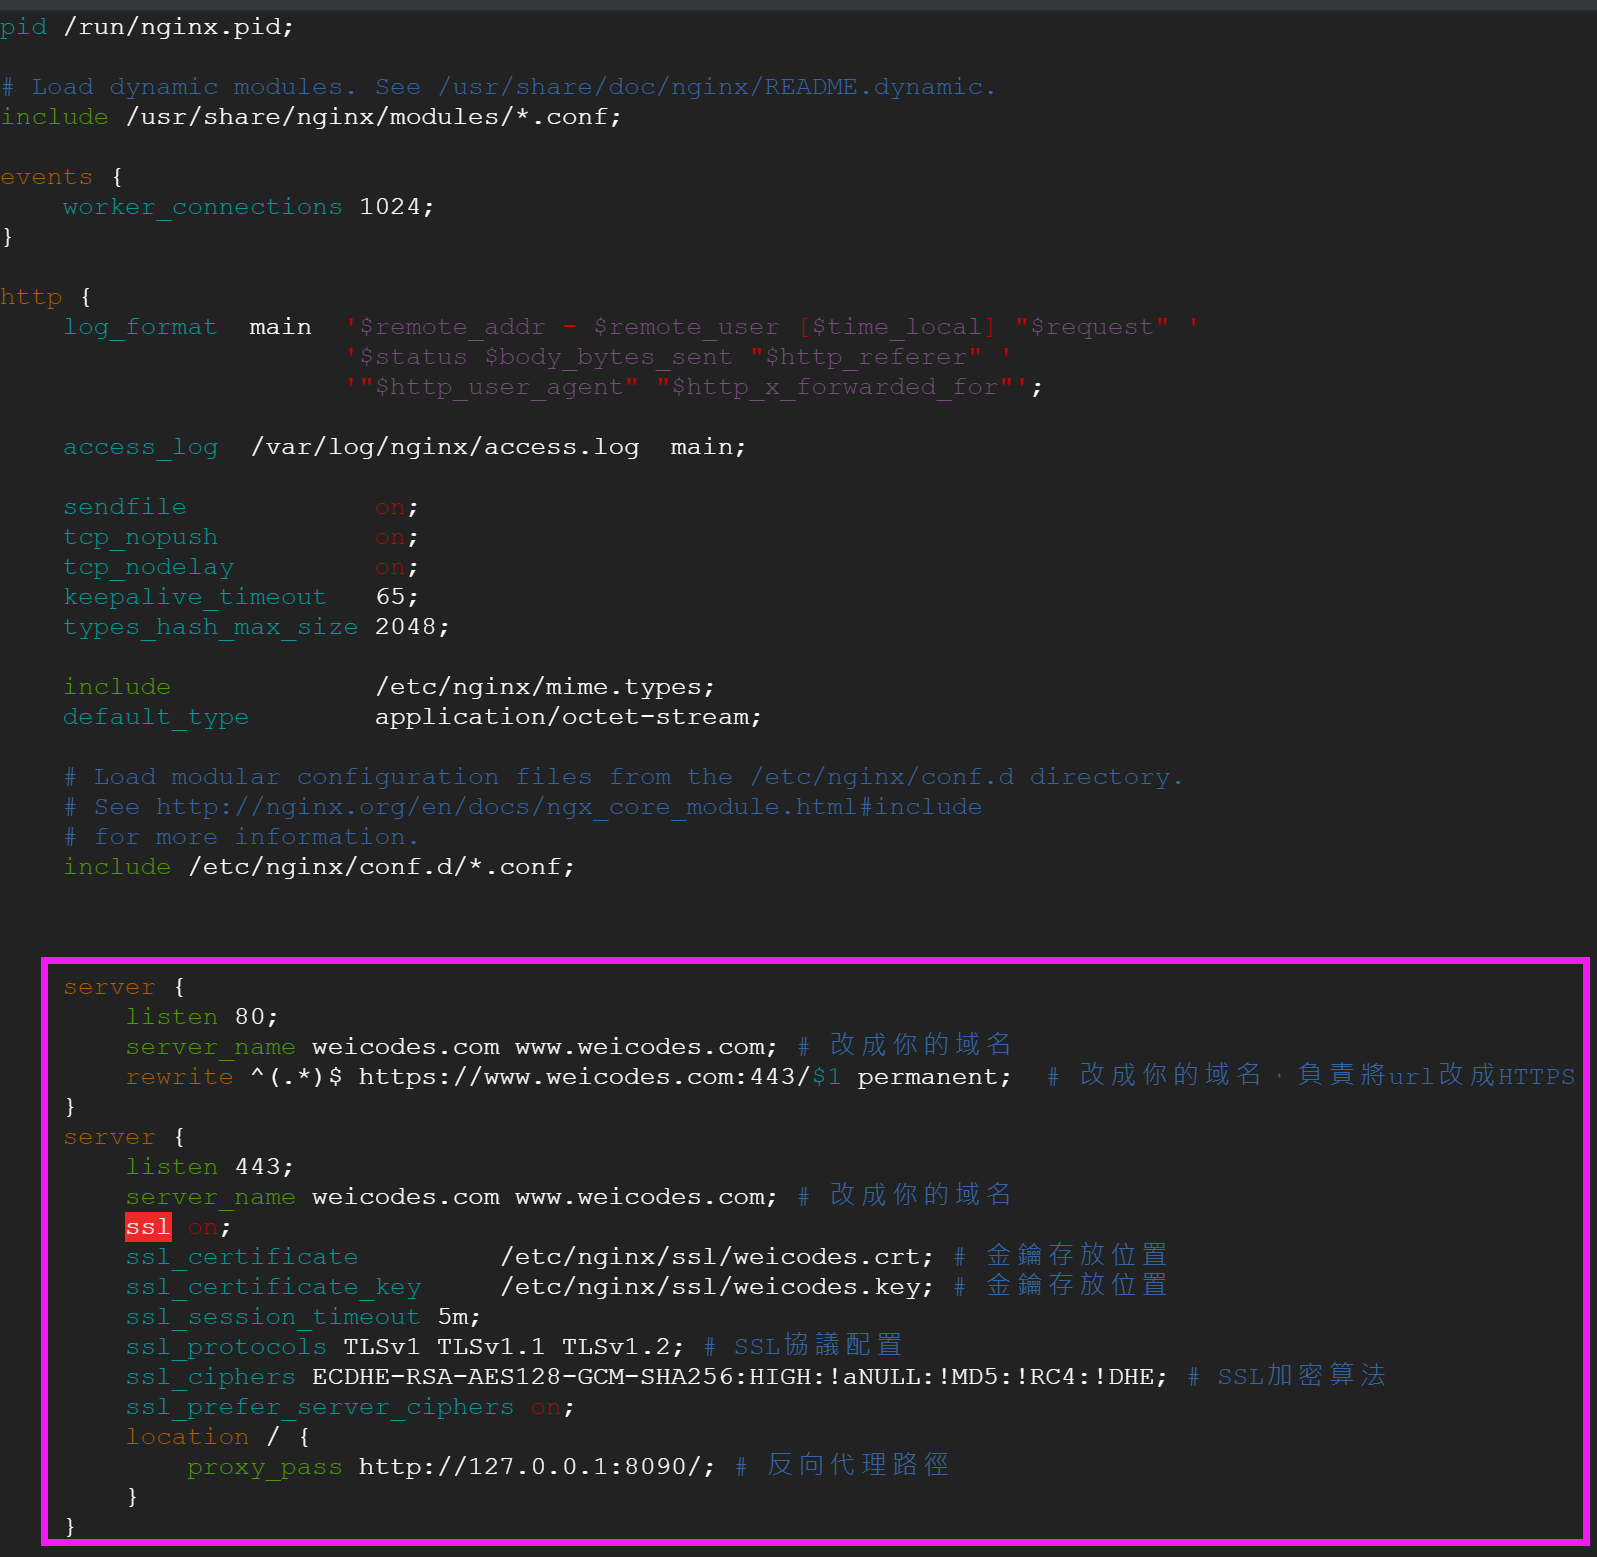 pid /run/nginx.pid;
# Load dynamic modules. See /usr/share/doc/nginx/README.dynamic.
include /usr/share/nginx/modules/*.conf;
events {
    worker_connections 1024;
}
http {
    log_format  main  '$remote_addr - $remote_user [$time_local] "$request" '
                      '$status $body_bytes_sent "$http_referer" '
                      '"$http_user_agent" "$http_x_forwarded_for"';
    access_log  /var/log/nginx/access.log  main;
    sendfile            on;
    tcp_nopush          on;
    tcp_nodelay         on;
    keepalive_timeout   65;
    types_hash_max_size 2048;
    include             /etc/nginx/mime.types;
    default_type        application/octet-stream;
    # Load modular configuration files from the /etc/nginx/conf.d directory.
    # See http://nginx.org/en/docs/ngx_core_module.html#include
    # for more information.
    include /etc/nginx/conf.d/*.conf;
    server {
        listen 80;
        server_name weicodes.com www.weicodes.com; # 改成你的域名
        rewrite ^(.*)$ https://www.weicodes.com:443/$1 permanent;  # 改成你的域名，負責將url改成HTTPS
    }
    server {
        listen 443;
        server_name weicodes.com www.weicodes.com; # 改成你的域名
        ssl on;
        ssl_certificate         /etc/nginx/ssl/weicodes.crt; # 金鑰存放位置
        ssl_certificate_key     /etc/nginx/ssl/weicodes.key; # 金鑰存放位置
        ssl_session_timeout 5m;
        ssl_protocols TLSv1 TLSv1.1 TLSv1.2; # SSL協議配置
        ssl_ciphers ECDHE-RSA-AES128-GCM-SHA256:HIGH:!aNULL:!MD5:!RC4:!DHE; # SSL加密算法
        ssl_prefer_server_ciphers on;
        location / {
            proxy_pass http://127.0.0.1:8090/; # 反向代理路徑
        }
    }